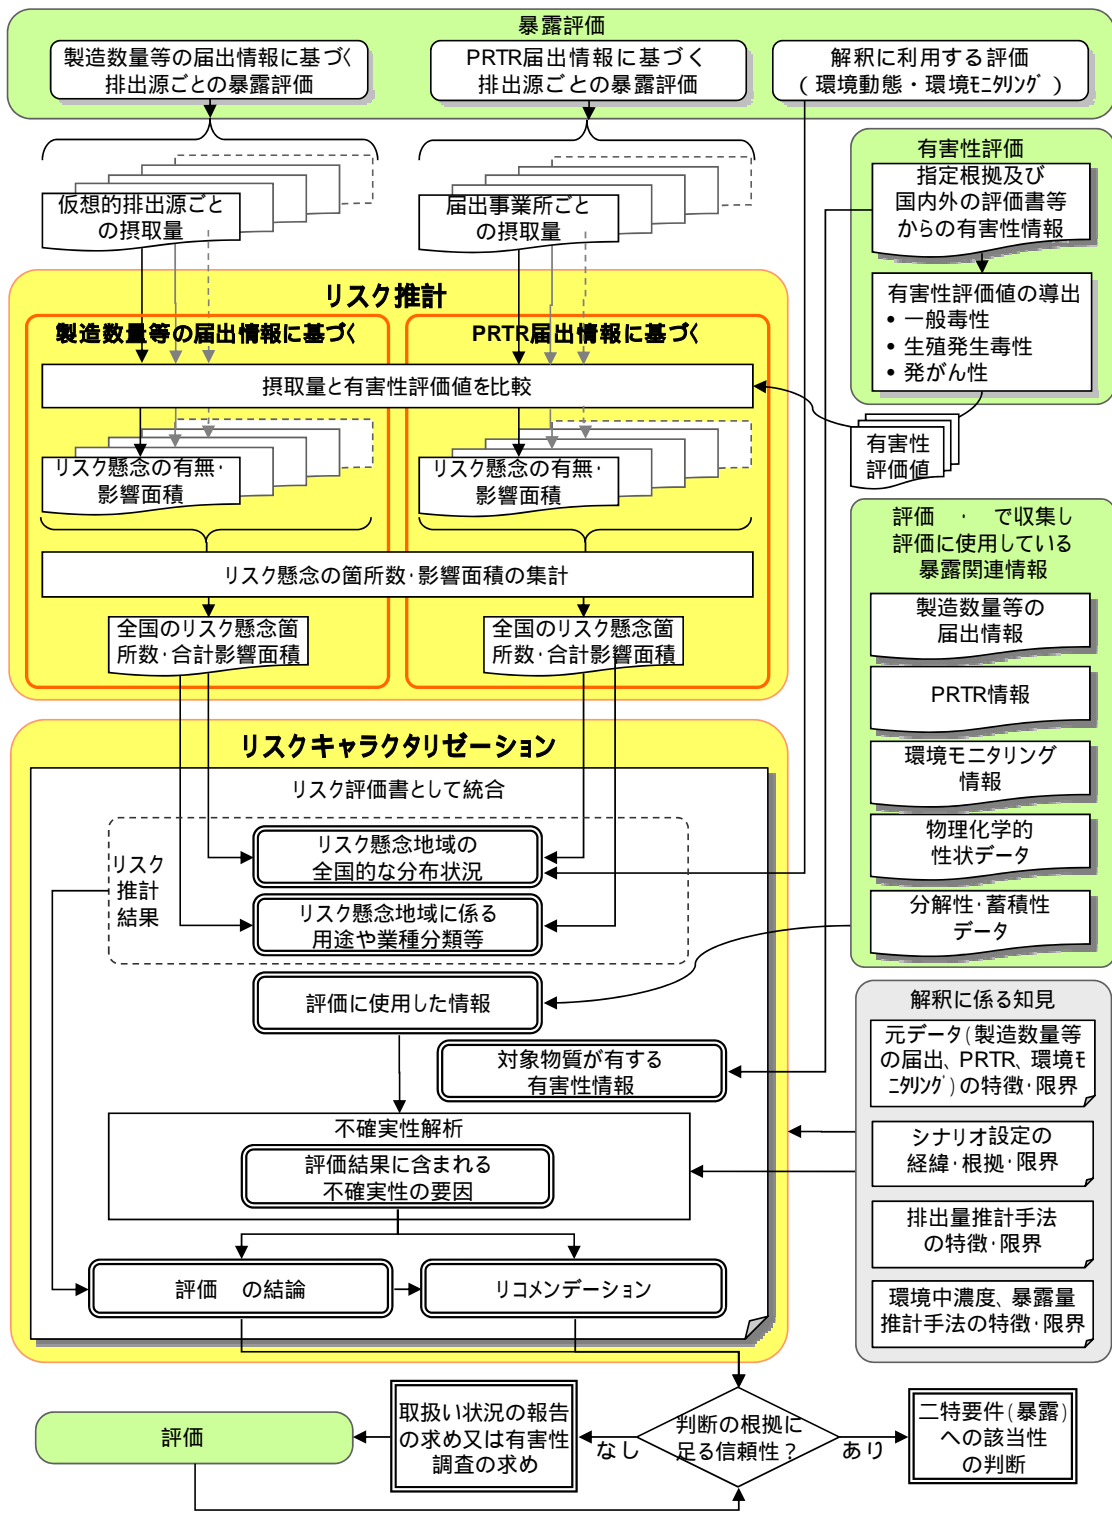 暴露評価
製造数量等の届出情報に基づく
排出源ごとの暴露評価
PRTR届出情報に基づく
排出源ごとの暴露評価
解釈に利用する評価
(環境動態・環境モニタリング)
仮想的排出源ごと
の摂取量
届出事業所ごと
の摂取量
有害性評価
指定根拠及び
国内外の評価書等
からの有害性情報
有害性評価値の導出
• 一般毒性
• 生殖発生毒性
• 発がん性
有害性
評価値
リスク推計
製造数量等の届出情報に基づく
PRTR届出情報に基づく
摂取量と有害性評価値を比較
リスク懸念の有無・
影響面積
リスク懸念の有無・
影響面積
リスク懸念の箇所数・影響面積の集計
全国のリスク懸念箇
所数・合計影響面積
全国のリスク懸念箇
所数・合計影響面積
評価 ・ で収集し
評価に使用している
暴露関連情報
製造数量等の
届出情報
PRTR情報
環境モニタリング
情報
物理化学的
性状データ
分解性・蓄積性
データ
リスクキャラクタリゼーション
リスク評価書として統合
リスク
推計
結果
リスク懸念地域の
全国的な分布状況
リスク懸念地域に係る
用途や業種分類等
評価に使用した情報
対象物質が有する
有害性情報
不確実性解析
評価結果に含まれる
不確実性の要因
評価 の結論
リコメンデーション
解釈に係る知見
元データ(製造数量等
の届出、PRTR、環境モ
ニタリング)の特徴・限界
シナリオ設定の
経緯・根拠・限界
排出量推計手法
の特徴・限界
環境中濃度、暴露量
推計手法の特徴・限界
評価
取扱い状況の報告
の求め又は有害性
調査の求め
なし
判断の根拠に
足る信頼性?
あり
二特要件(暴露)
への該当性
の判断